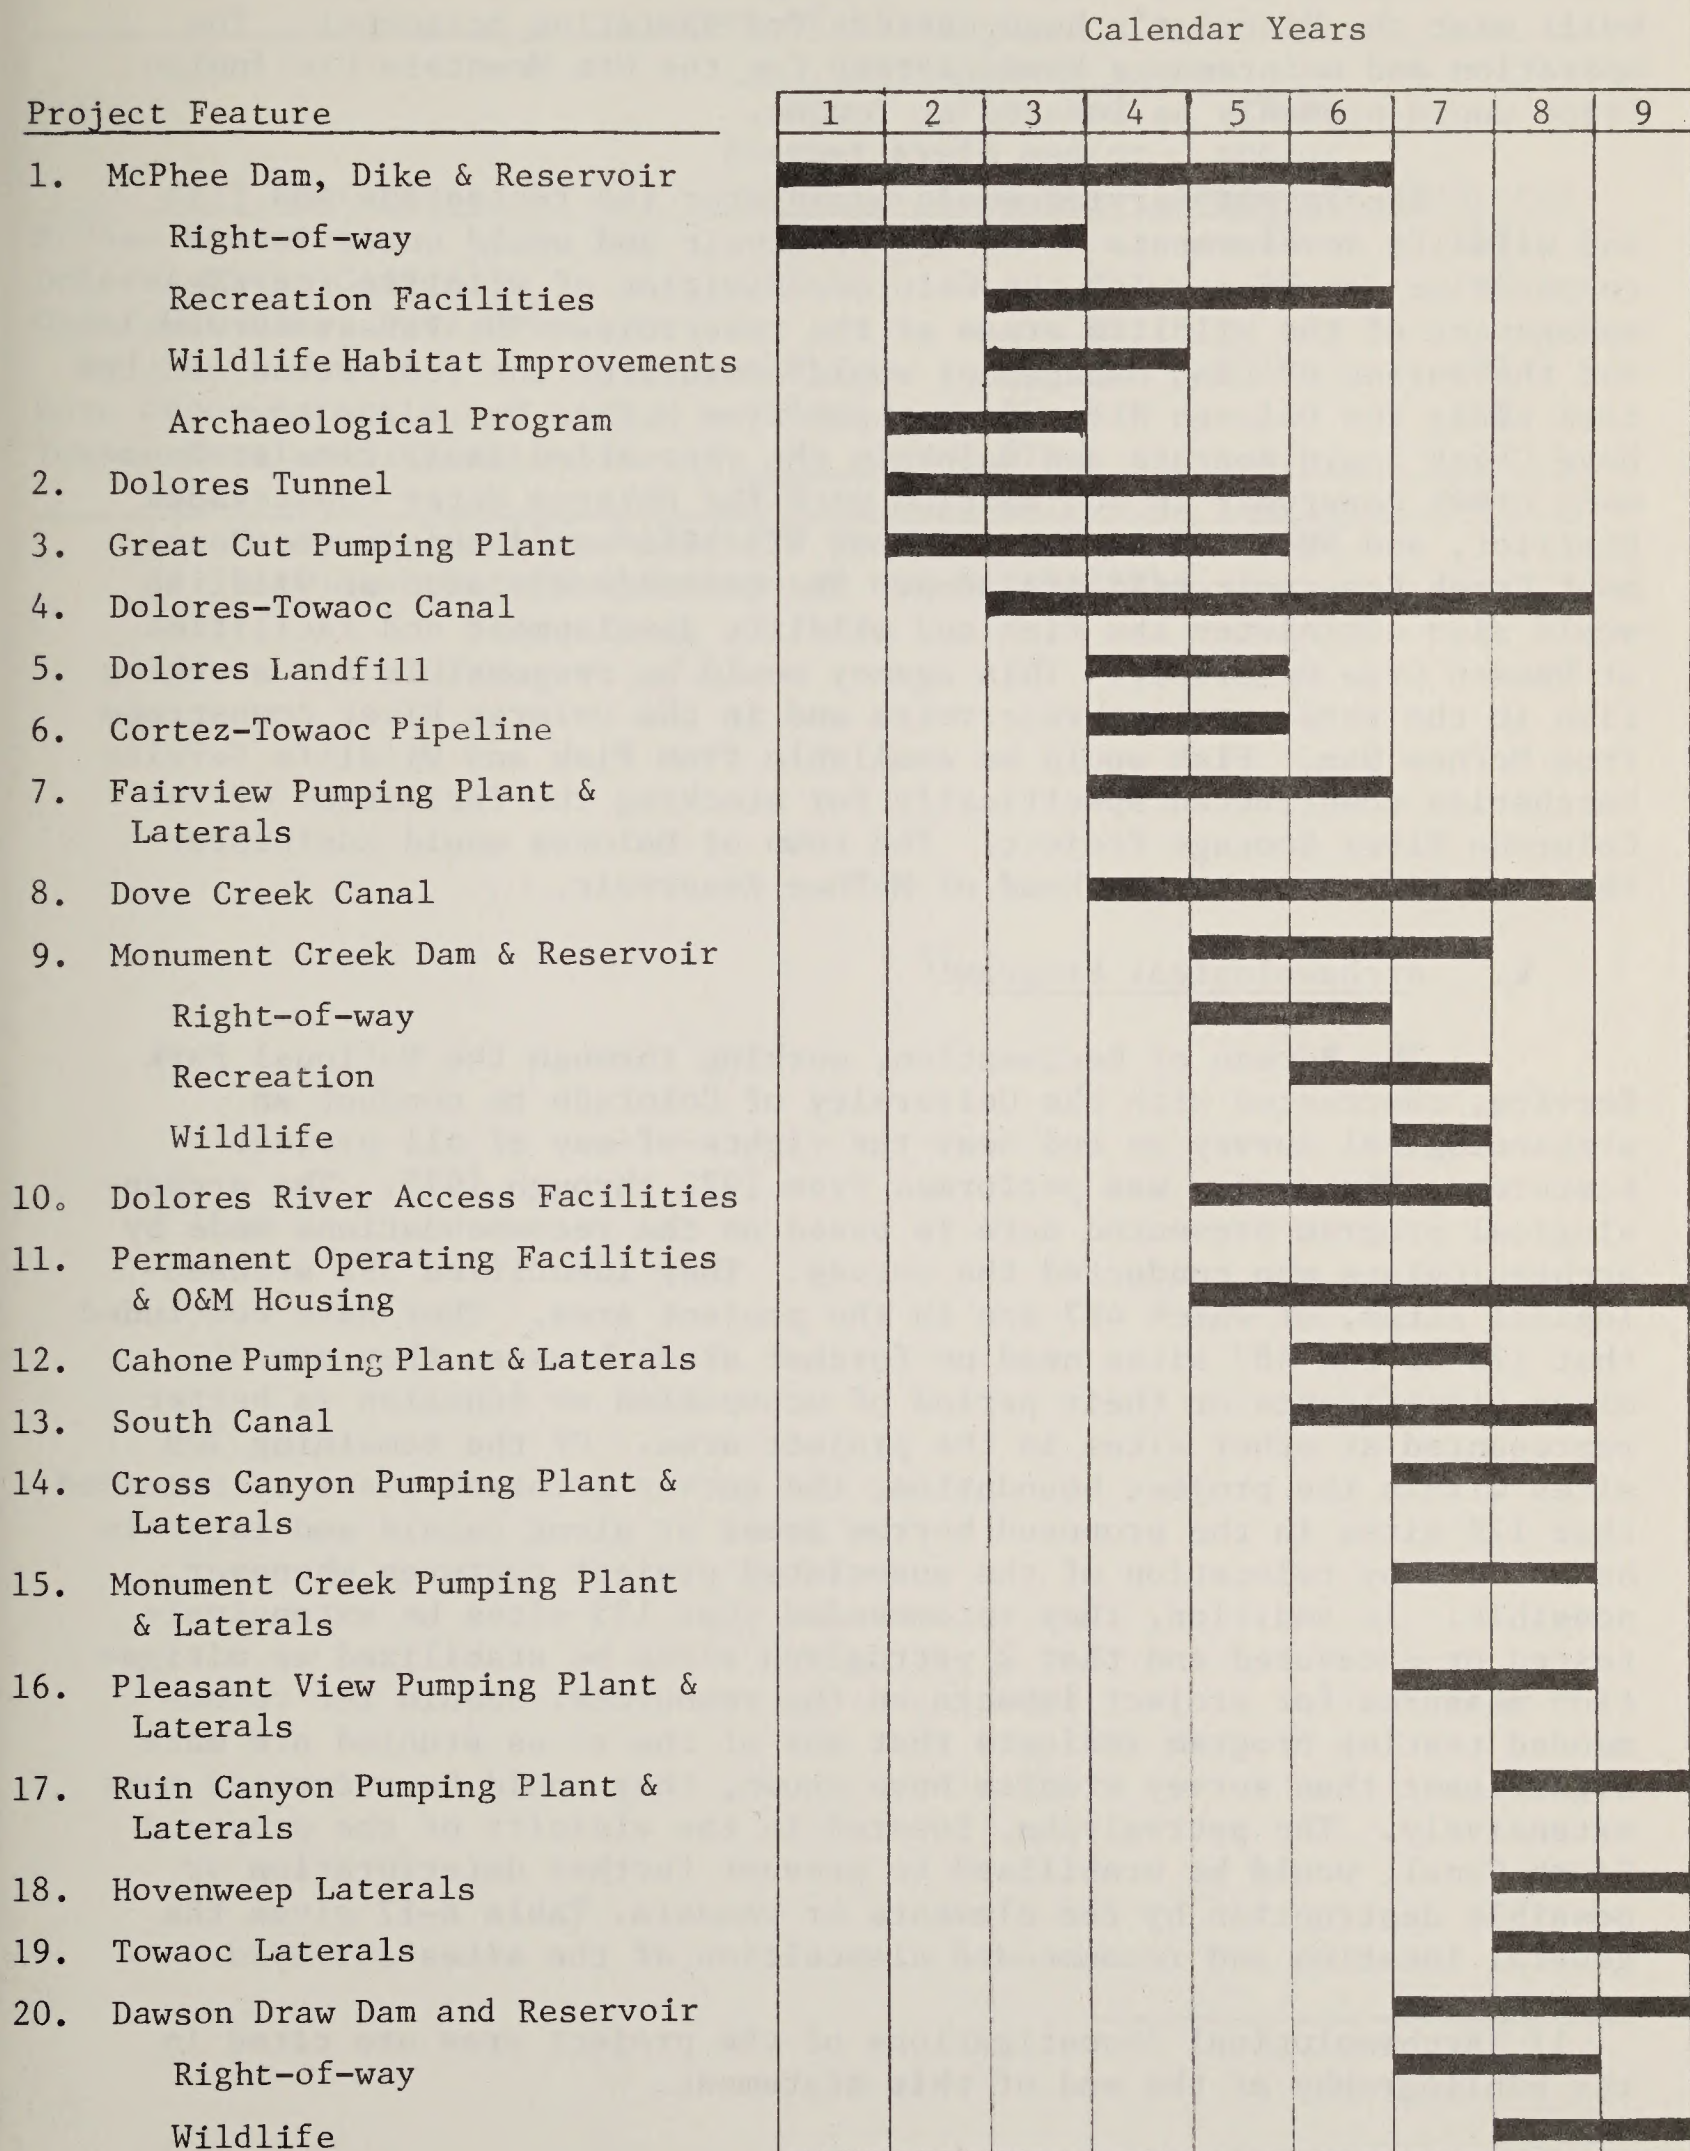 Calendar Years
Project Feature 1 2 3 4 5 6 7 8 9
1. McPhee Dam, Dike & Reservoir
Right-of-way
Recreation Facilities
Wildlife Habitat Improvements
Archaeological Program
2. Dolores Tunnel
3. Great Cut Pumping Plant
4. Dolores-Towaoc Canal
5. Dolores Landfill
6. Cortez-Towaoc Pipeline
7. Fairview Pumping Plant &
Laterals
8. Dove Creek Canal
9. Monument Creek Dam & Reservoir
Right-of-way
Recreation
Wildlife
10. Dolores River Access Facilities
11. Permanent Operating Facilities
& O&M Housing
12. Cahone Pumping Plant & Laterals
13. South Canal
14. Cross Canyon Pumping Plant &
Laterals
15. Monument Creek Pumping Plant
& Laterals
16. Pleasant View Pumping Plant &
Laterals
17. Ruin Canyon Pumping Plant &
Laterals
18. Hovenweep Laterals
19. Towaoc Laterals
20. Dawson Draw Dam and Reservoir
Right-of-way
Wildlife